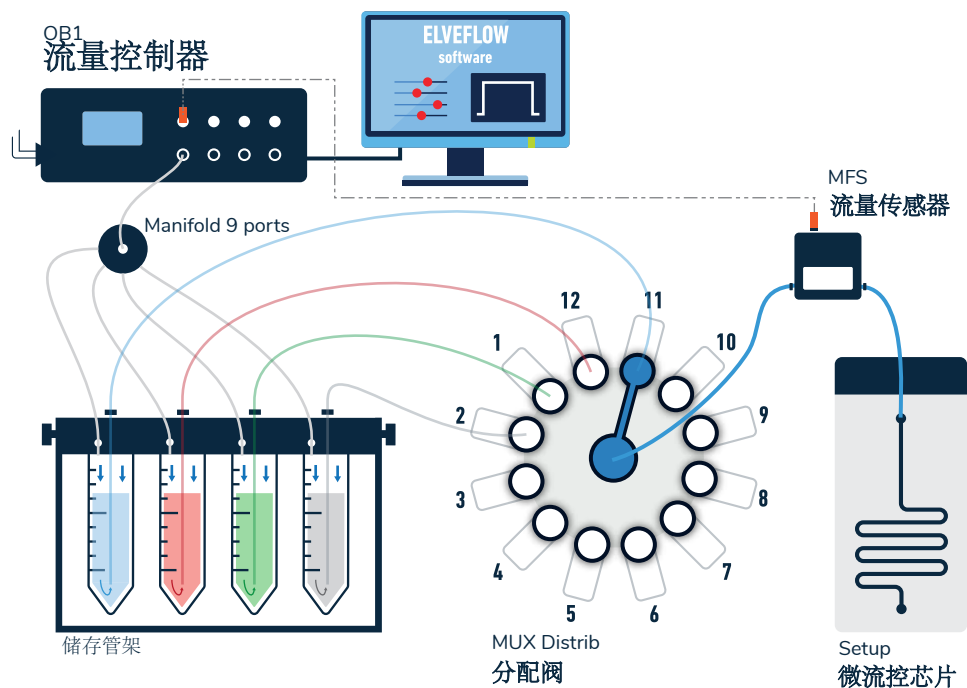 OB1
流量控制器
ELVEFLOW
software
MFS
流量传感器
Manifold 9 ports
12
11
1
10
2
9
3
8
4
7
5
6
储存管架
MUX Distrib
分配阀
Setup
微流控芯片